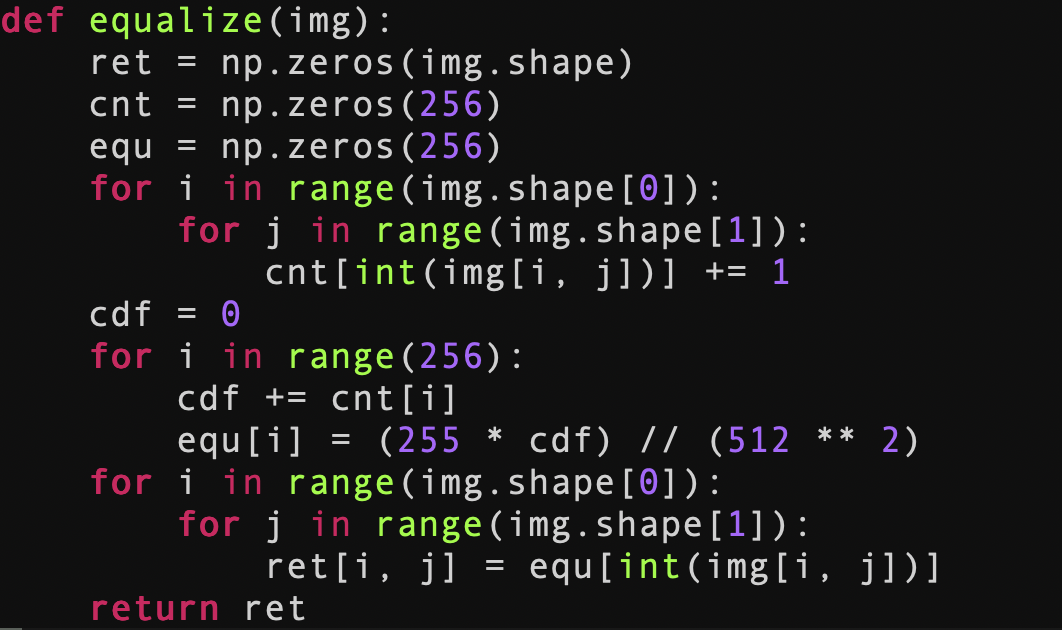 def equalize(img):
    ret = np.zeros(img.shape)
    cnt = np.zeros(256)
    equ = np.zeros(256)
    for i in range(img.shape[0]):
        for j in range(img.shape[1]):
            cnt[int(img[i, j])] += 1
    cdf = 0
    for i in range(256):
        cdf += cnt[i]
        equ[i] = (255 * cdf) // (512 ** 2)
    for i in range(img.shape[0]):
        for j in range(img.shape[1]):
            ret[i, j] = equ[int(img[i, j])]
    return ret